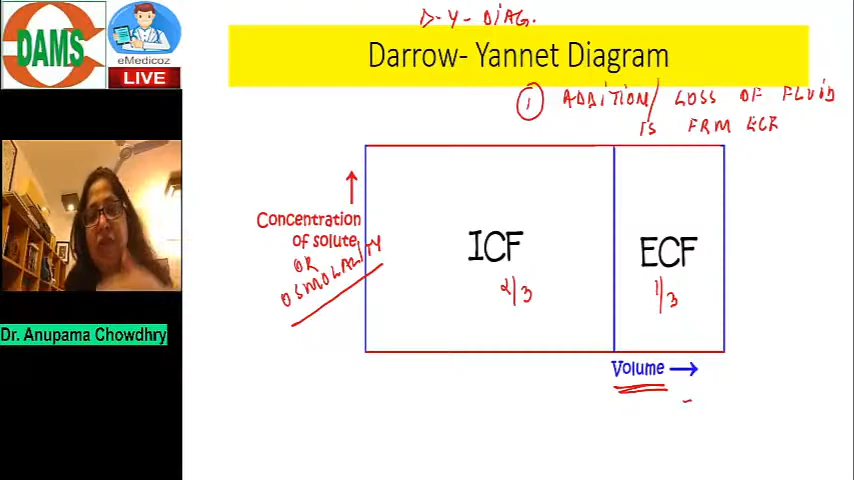 D-Y-DIAG.
DAMS
eMedicoz
LIVE
Darrow- Yannet Diagram
① ADDITION/ LOSS OF FLUID
IS FRM ECF
Concentration
of solute
OR
OSMOLALITY
ICF
2/3
ECF
1/3
Volume
Dr. Anupama Chowdhry